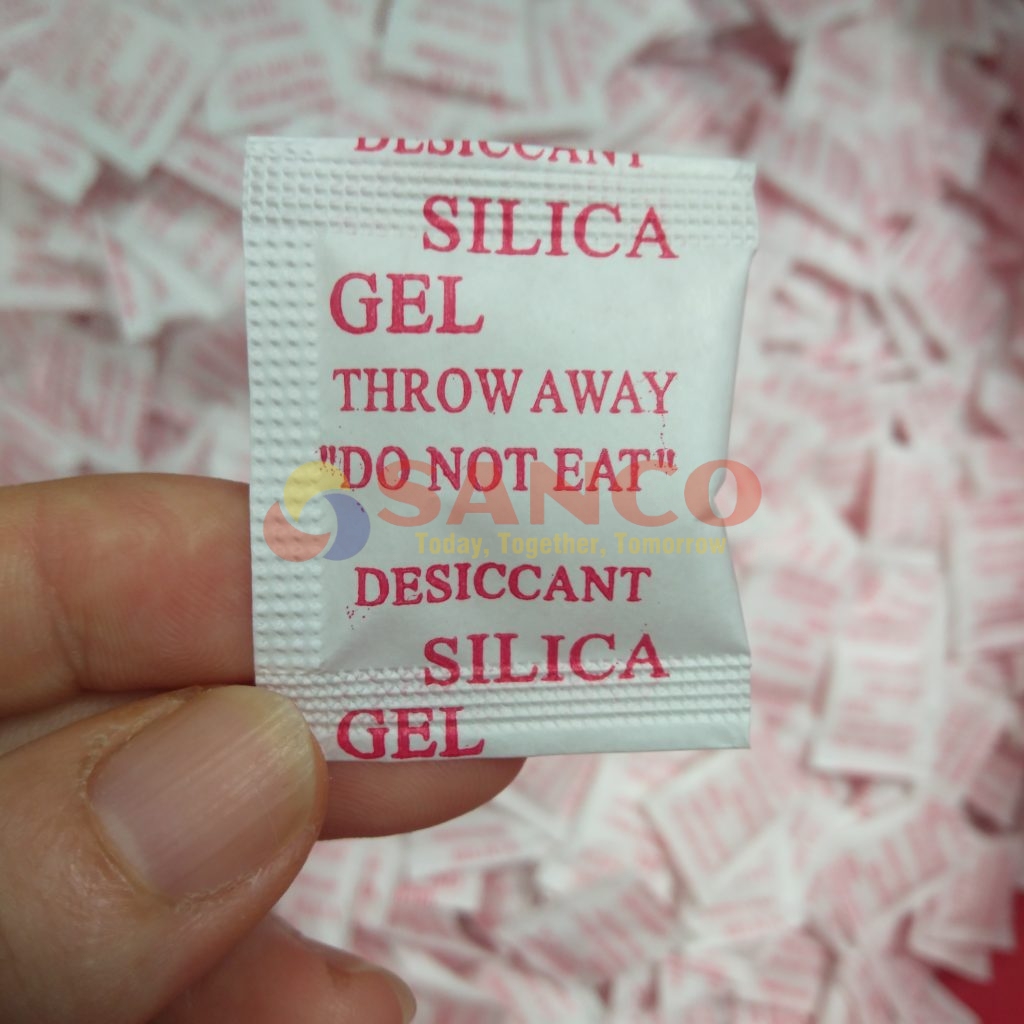 DESICCANT
SILICA
GEL
THROW AWAY
"DO NOT EAT"
SANCO
Today, Together, Tomorrow
DESICCANT
SILICA
GEL